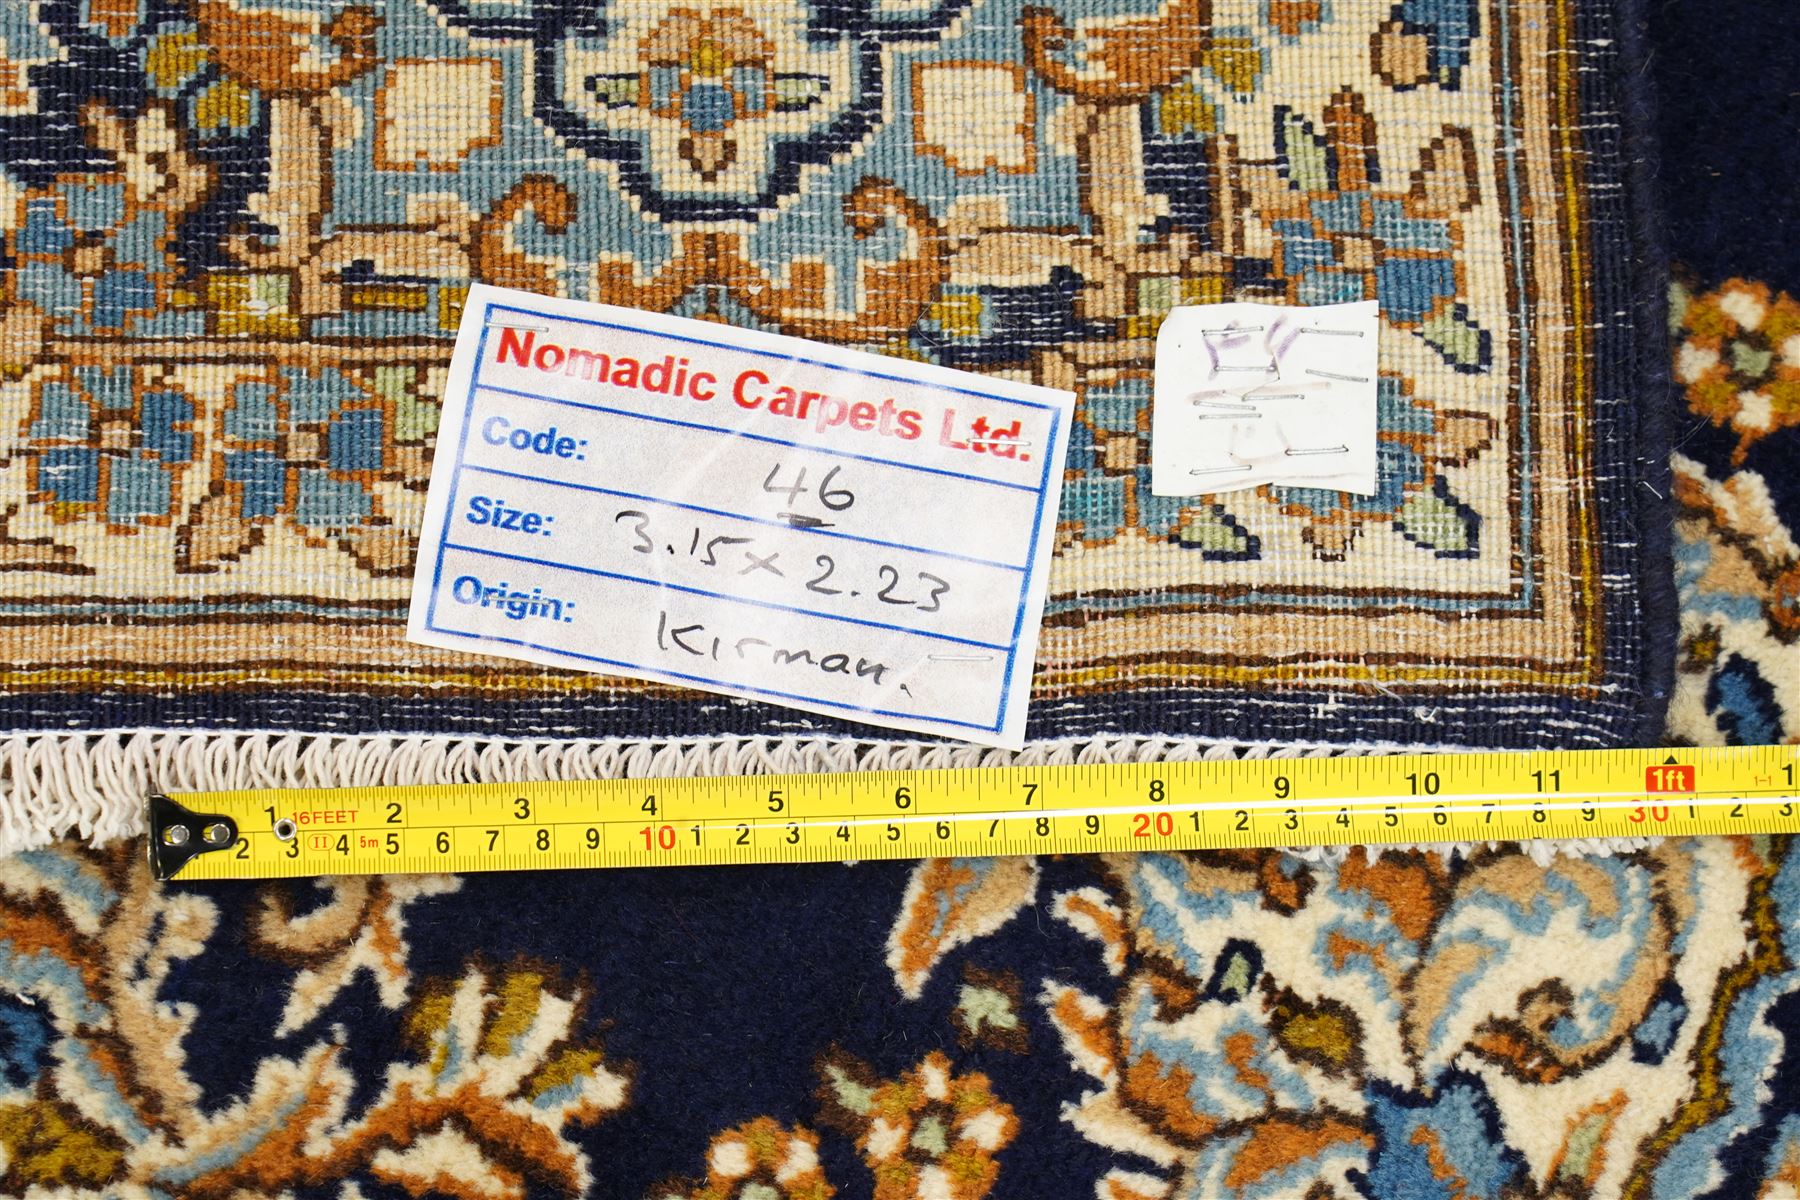 Nomadic Carpets Ltd.
Code: 46
Size: 3.15 x 2.23
Origin: Kirman.
1 2 3 4 5 6 7 8 9 10 11 1ft 1
16FEET
2 3 II 4 5m 5 6 7 8 9 10 1 2 3 4 5 6 7 8 9 20 1 2 3 4 5 6 7 8 9 30 1 2 3